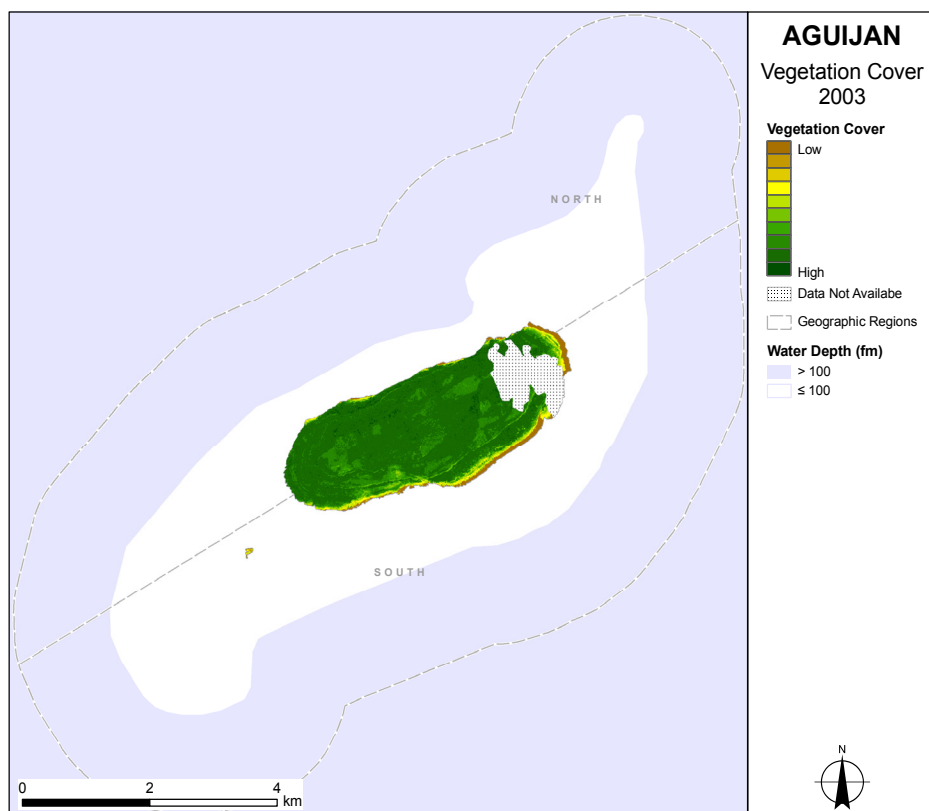 AGUIJAN
Vegetation Cover
2003
Vegetation Cover
Low
High
Data Not Availabe
Geographic Regions
Water Depth (fm)
> 100
≤ 100
NORTH
SOUTH
0 2 4
km
N